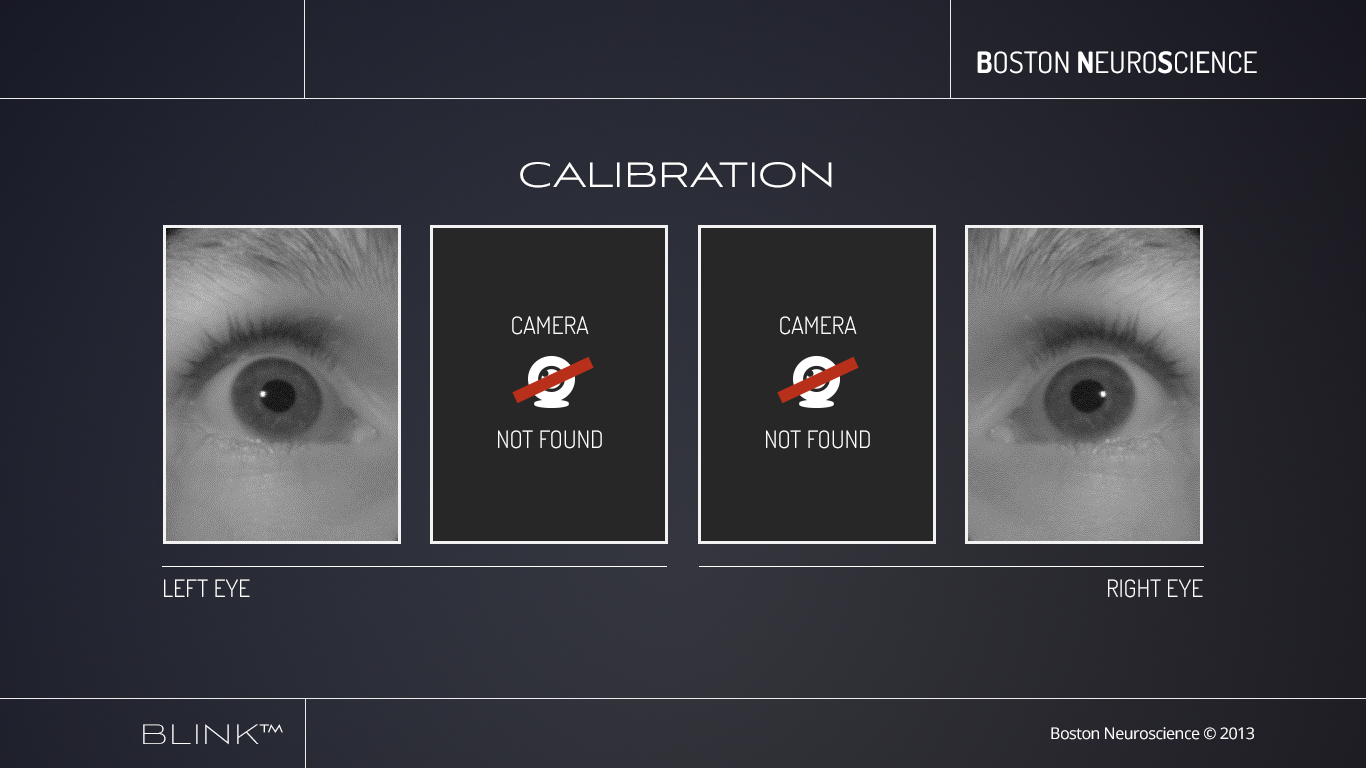 BOSTON NEUROSCIENCE
CALIBRATION
CAMERA
NOT FOUND
CAMERA
NOT FOUND
LEFT EYE
RIGHT EYE
BLINK™
Boston Neuroscience © 2013